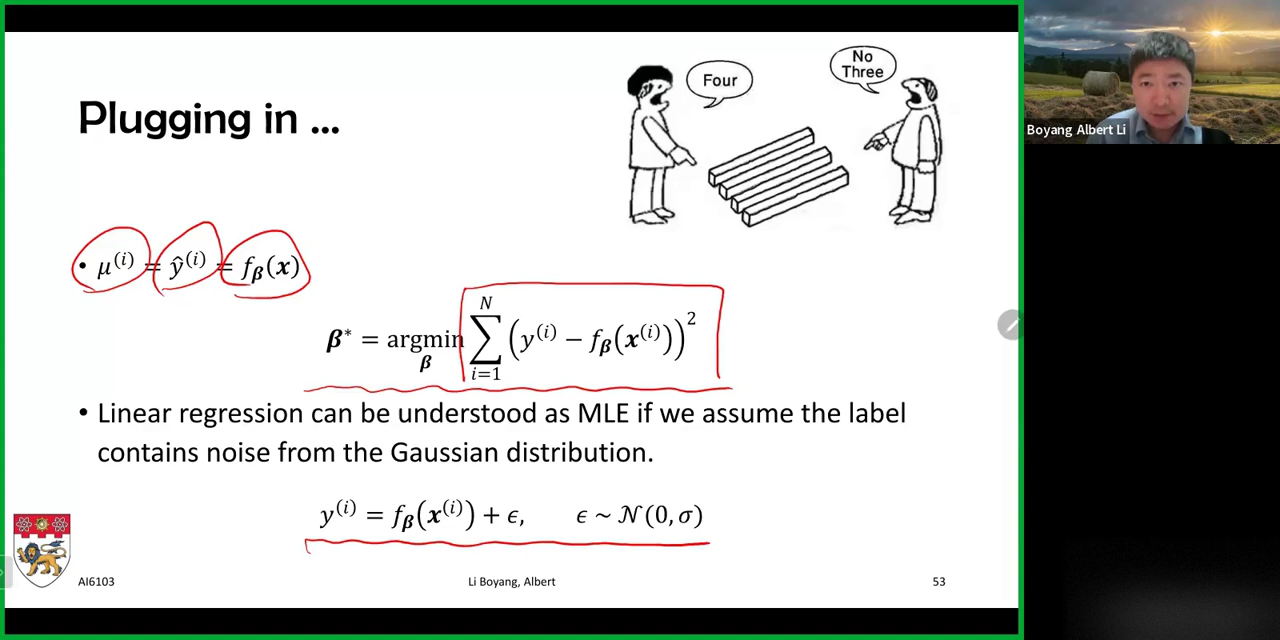 Plugging in ...
Four
No
Three
Boyang Albert Li
• μ^(i) = ŷ^(i) = f_β(x)
β* = argmin_β ∑_{i=1}^{N} (y^(i) − f_β(x^(i)))^2
• Linear regression can be understood as MLE if we assume the label
contains noise from the Gaussian distribution.
y^(i) = f_β(x^(i)) + ϵ, ϵ ~ 𝒩(0, σ)
AI6103
Li Boyang, Albert
53